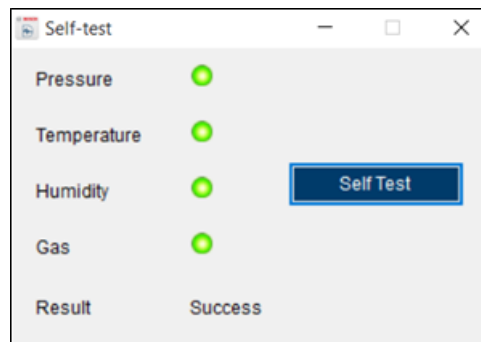 Self-test
Pressure
Temperature
Humidity
Self Test
Gas
Result Success